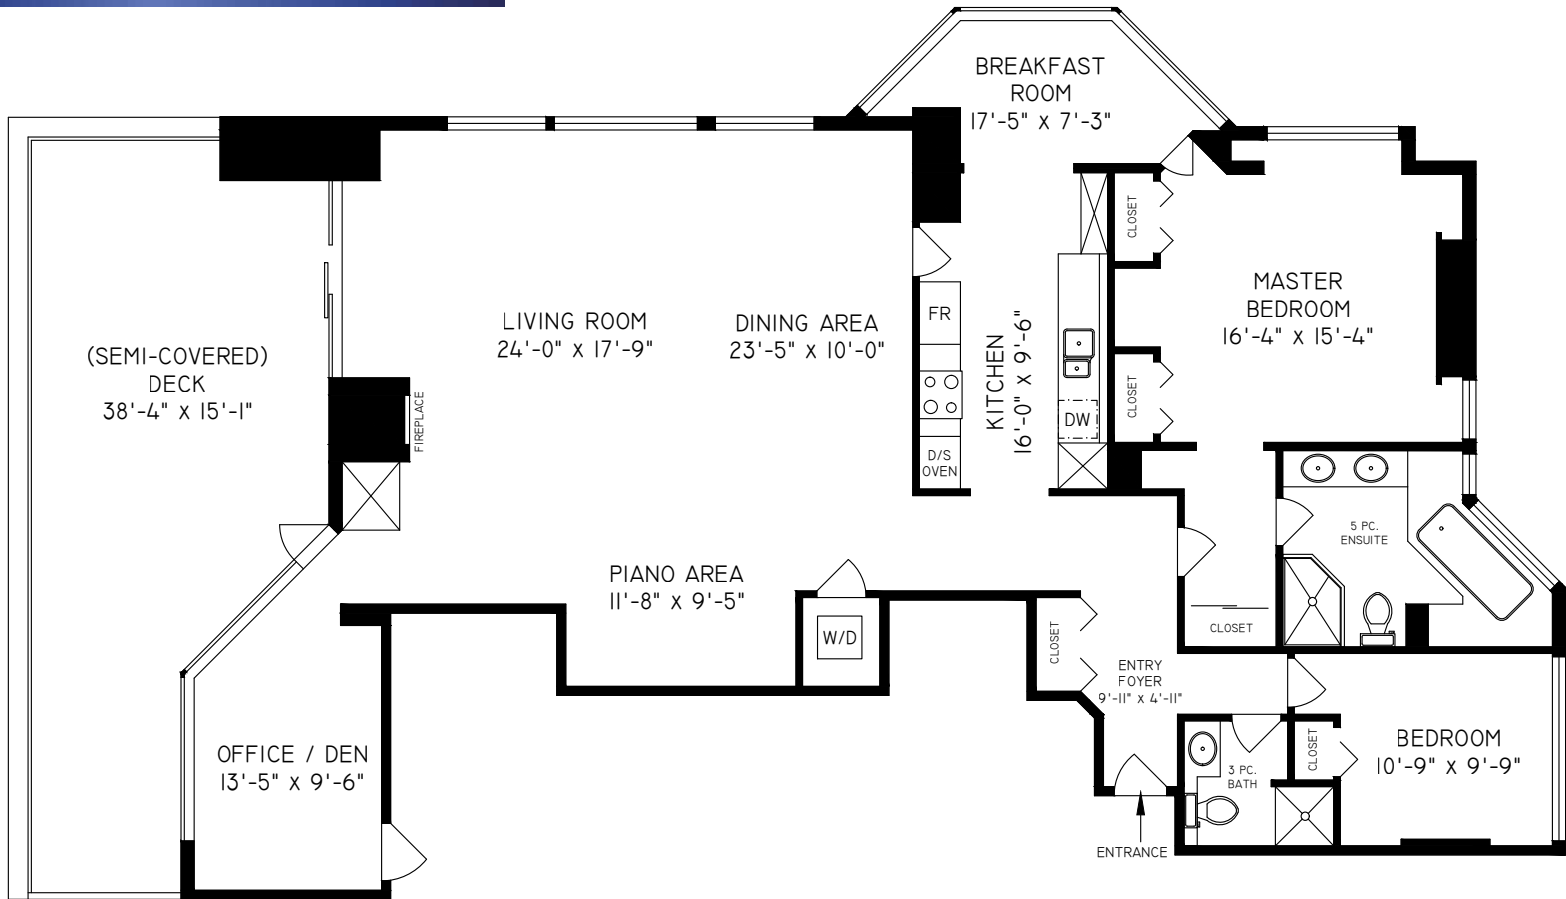 BREAKFAST
ROOM
17'-5" X 7'-3"
CLOSET
MASTER
BEDROOM
16'-4" X 15'-4"
CLOSET
LIVING ROOM
24'-0" X 17'-9"
DINING AREA
23'-5" X 10'-0"
FR
KITCHEN
16'-0" X 9'-6"
DW
D/S
OVEN
(SEMI-COVERED)
DECK
38'-4" X 15'-1"
FIREPLACE
5 PC.
ENSUITE
PIANO AREA
11'-8" X 9'-5"
W/D
CLOSET
CLOSET
ENTRY
FOYER
9'-11" X 4'-11"
OFFICE / DEN
13'-5" X 9'-6"
3 PC.
BATH
CLOSET
BEDROOM
10'-9" X 9'-9"
ENTRANCE